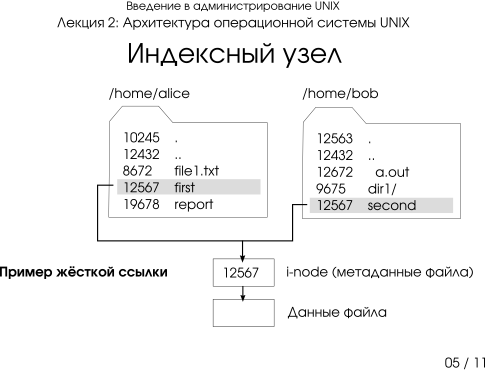 Введение в администрирование UNIX
Лекция 2: Архитектура операционной системы UNIX
Индексный узел
/home/alice
10245 .
12432 ..
8672 file1.txt
12567 first
19678 report
/home/bob
12563 .
12432 ..
12672 a.out
9675 dir1/
12567 second
Пример жёсткой ссылки
12567
i-node (метаданные файла)
Данные файла
05 / 11